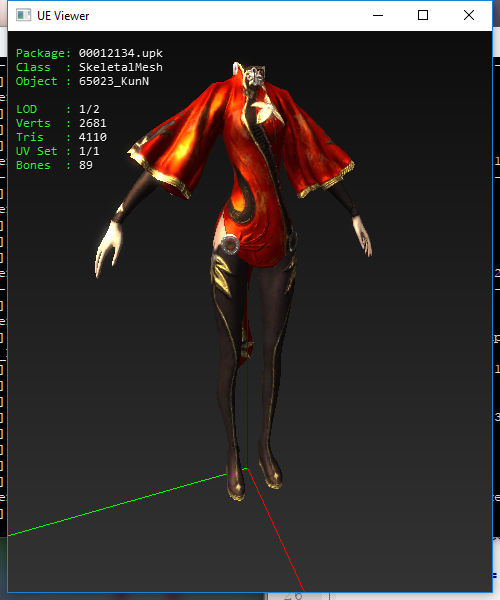 UE Viewer
Package: 00012134.upk
Class : SkeletalMesh
Object : 65023_KunN
LOD : 1/2
Verts : 2681
Tris : 4110
UV Set : 1/1
Bones : 89